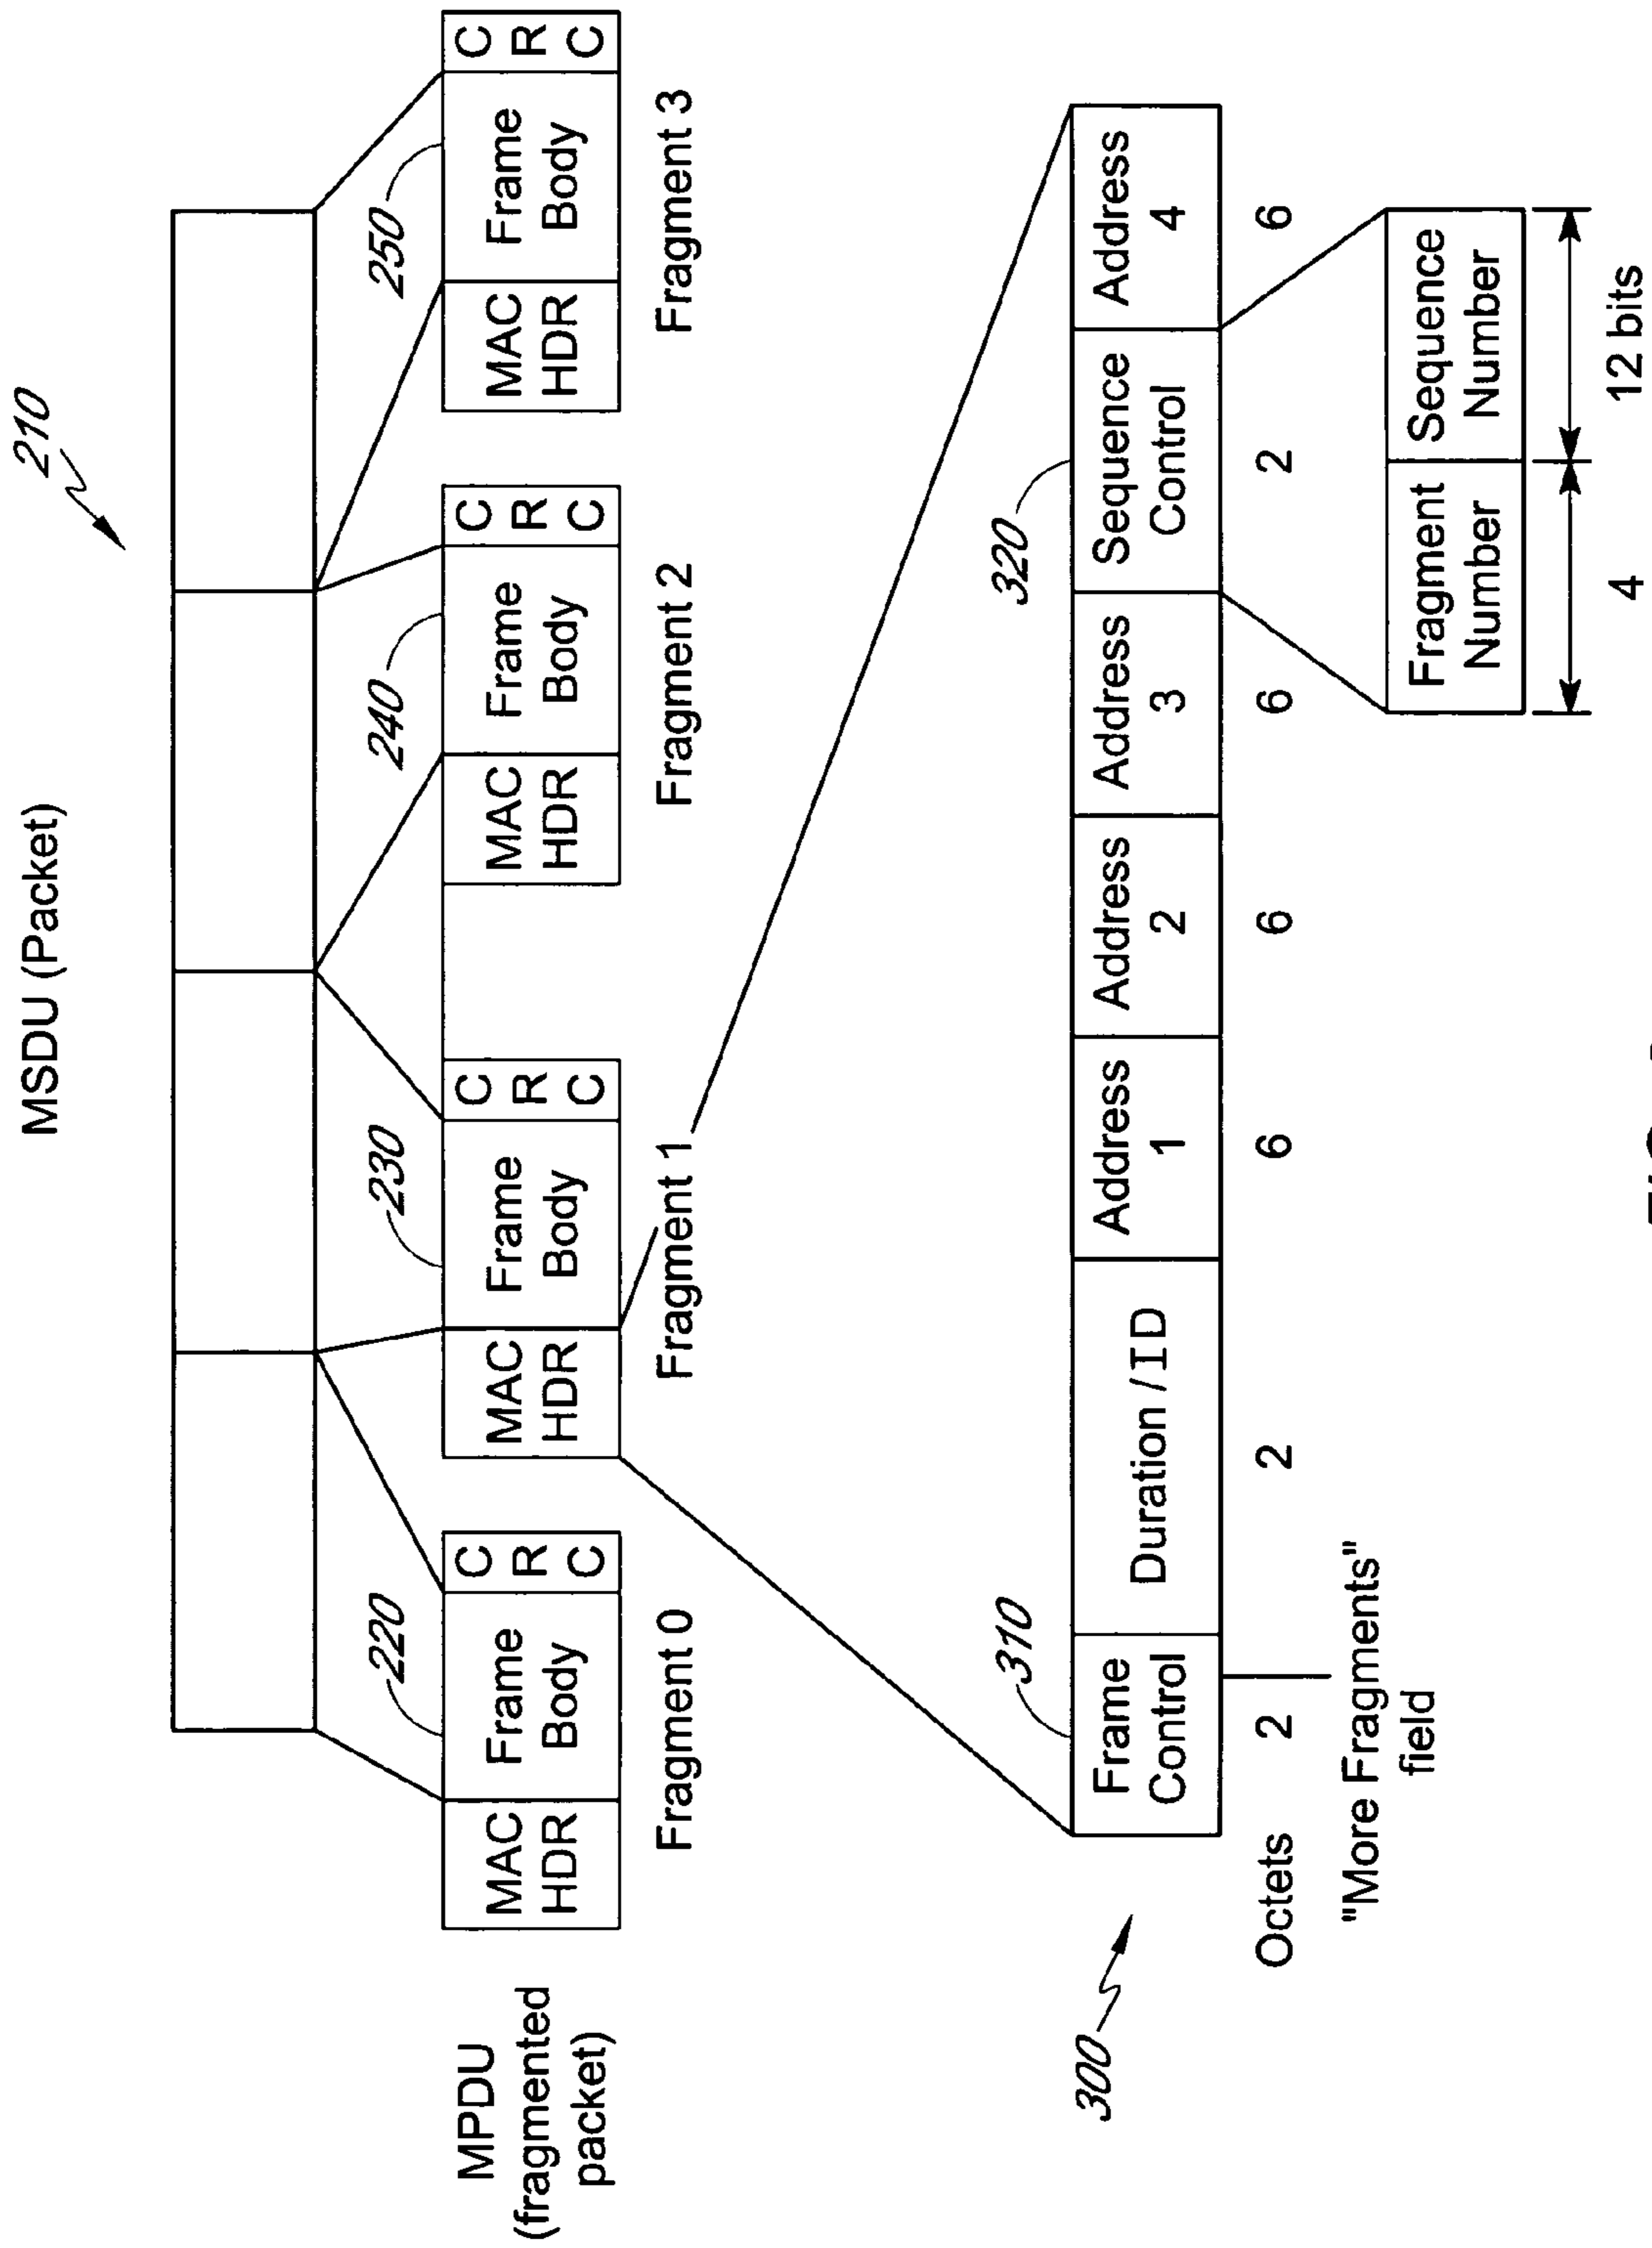 MSDU (Packet)
210
220
230
240
250
MPDU
(fragmented
packet)
MAC
HDR
Frame
Body
C
R
C
MAC
HDR
Frame
Body
C
R
C
MAC
HDR
Frame
Body
C
R
C
MAC
HDR
Frame
Body
C
R
C
Fragment 0
Fragment 1
Fragment 2
Fragment 3
300
310
320
Frame
Control
Duration / ID
Address
1
Address
2
Address
3
Sequence
Control
Address
4
Octets
2
2
6
6
6
2
6
"More Fragments"
field
Fragment
Number
Sequence
Number
4
12 bits